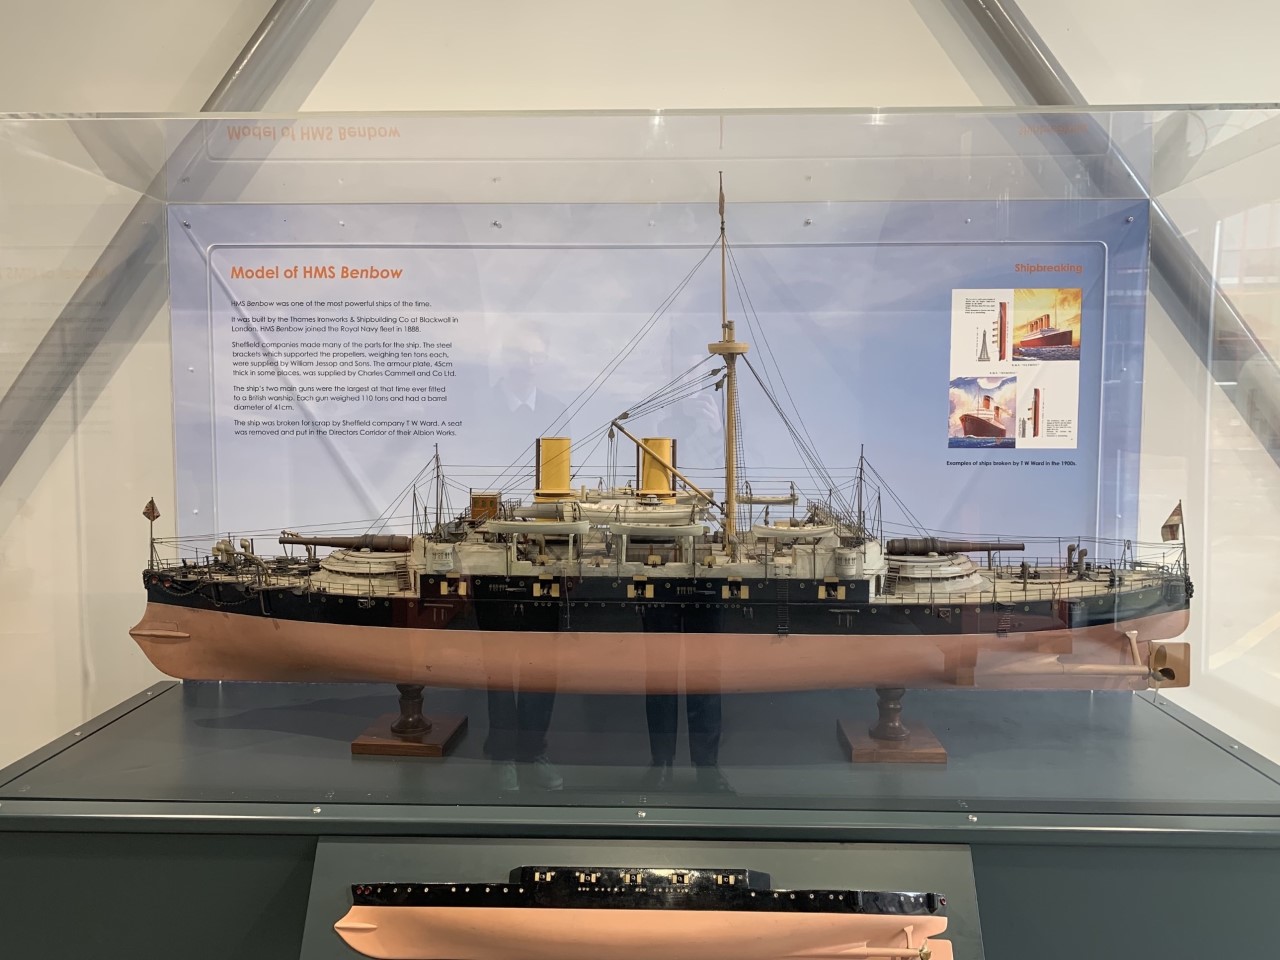 Model of HMS Benbow
HMS Benbow was one of the most powerful ships of the time.
It was built by the Thames Ironworks & Shipbuilding Co at Blackwall in
London. HMS Benbow joined the Royal Navy fleet in 1888.
Sheffield companies made many of the parts for the ship. The steel
brackets which supported the propellers, weighing ten tons each,
were supplied by William Jessop and Sons. The armour plate, 45cm
thick in some places, was supplied by Charles Cammell and Co Ltd.
The ship's two main guns were the largest at that time ever fitted
to a British warship. Each gun weighed 110 tons and had a barrel
diameter of 41cm.
The ship was broken for scrap by Sheffield company T W Ward. A seat
was removed and put in the Directors Corridor of their Albion Works.
Shipbreaking
Examples of ships broken by T W Ward in the 1900s.